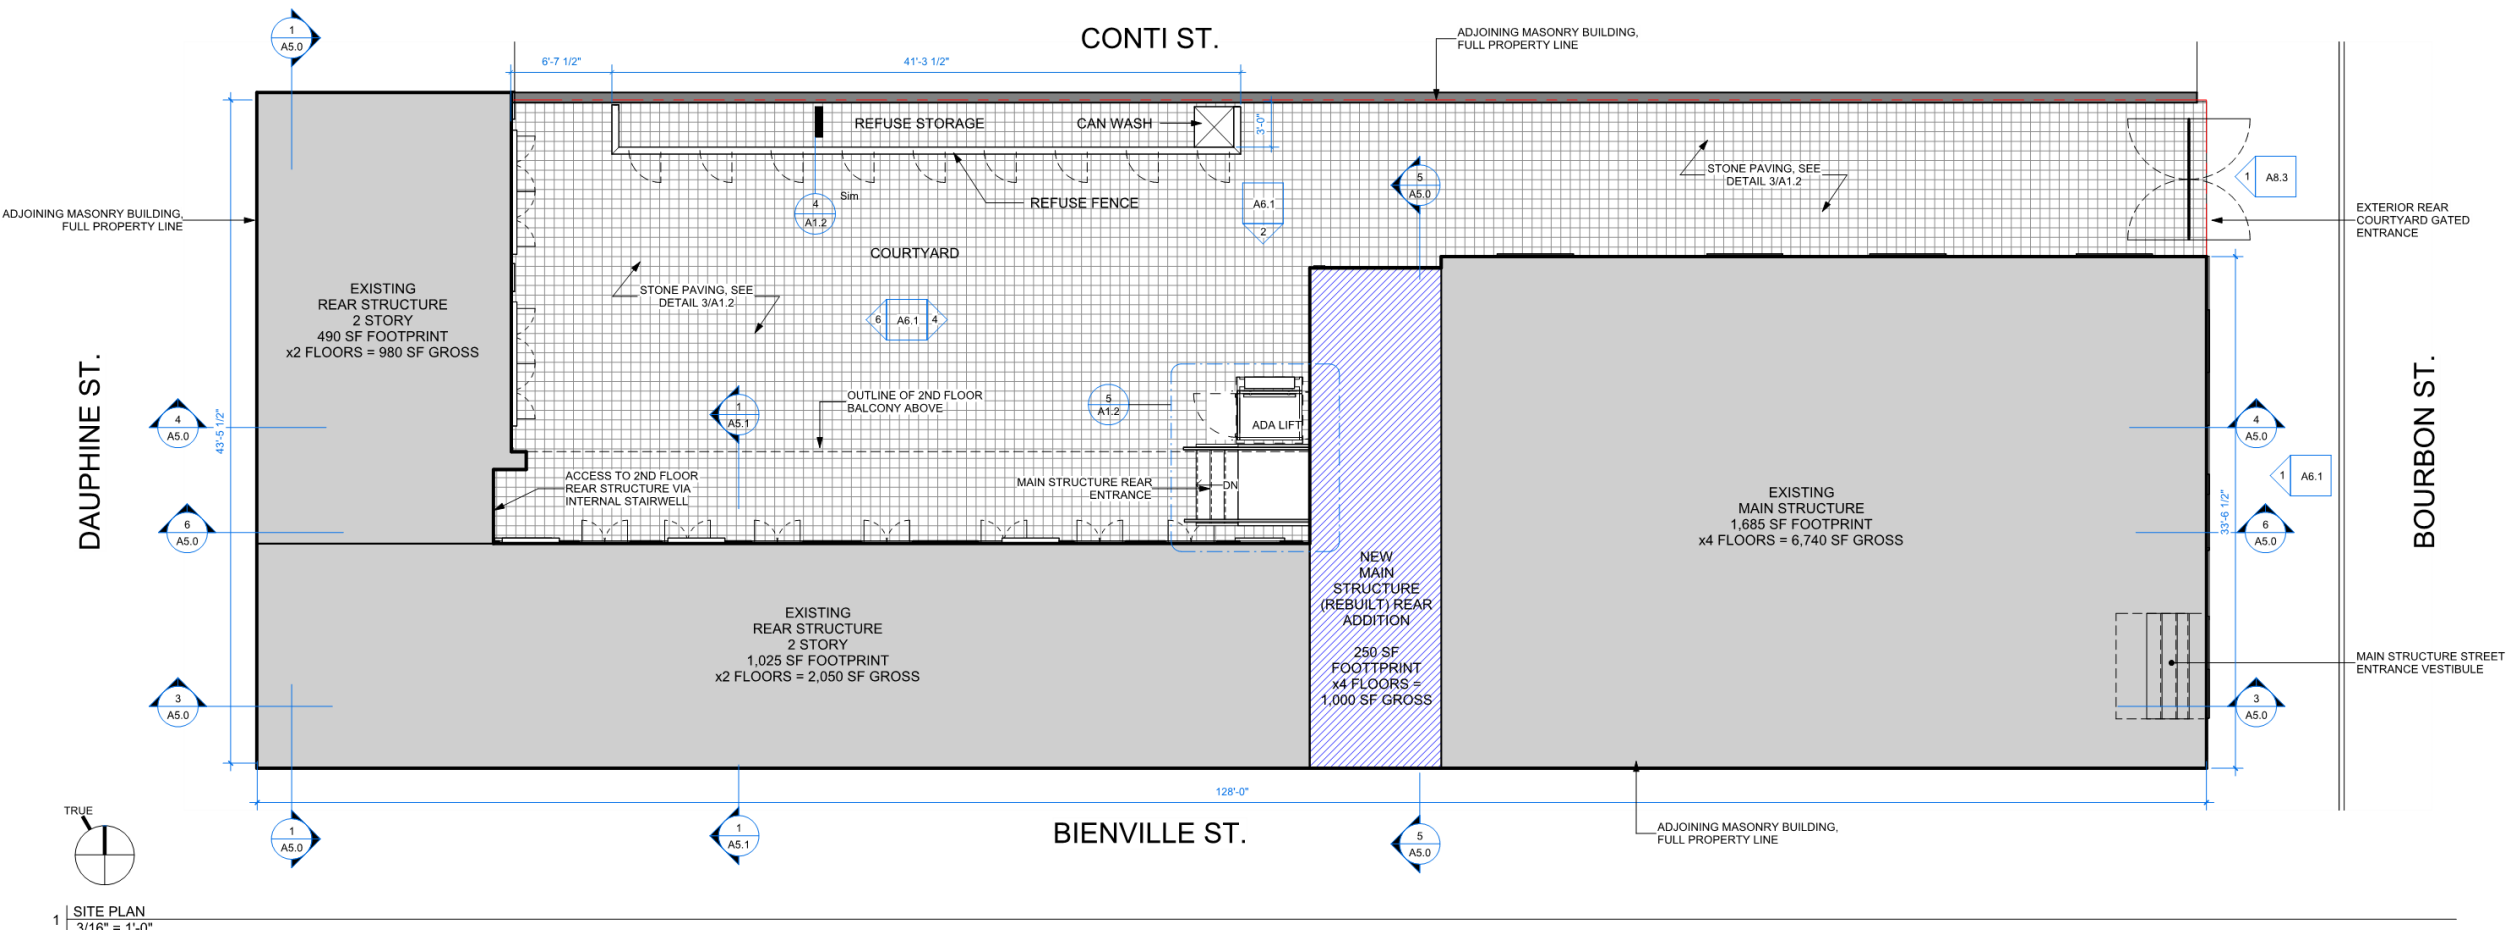 1
A5.0
CONTI ST.
ADJOINING MASONRY BUILDING,
FULL PROPERTY LINE
6'-7 1/2"
41'-3 1/2"
REFUSE STORAGE
CAN WASH
3'-0"
STONE PAVING, SEE
DETAIL 3/A1.2
1
A8.3
5
A5.0
4
A1.2
Sim
REFUSE FENCE
A6.1
2
ADJOINING MASONRY BUILDING,
FULL PROPERTY LINE
EXTERIOR REAR
COURTYARD GATED
ENTRANCE
COURTYARD
EXISTING
REAR STRUCTURE
2 STORY
490 SF FOOTPRINT
x2 FLOORS = 980 SF GROSS
STONE PAVING, SEE
DETAIL 3/A1.2
6
A6.1
4
DAUPHINE ST.
43'-5 1/2"
4
A5.0
1
A5.1
OUTLINE OF 2ND FLOOR
BALCONY ABOVE
5
A1.2
ADA LIFT
4
A5.0
BOURBON ST.
1
A6.1
ACCESS TO 2ND FLOOR
REAR STRUCTURE VIA
INTERNAL STAIRWELL
MAIN STRUCTURE REAR
ENTRANCE
DN
EXISTING
MAIN STRUCTURE
1,685 SF FOOTPRINT
x4 FLOORS = 6,740 SF GROSS
33'-6 1/2"
6
A5.0
6
A5.0
NEW
MAIN
STRUCTURE
(REBUILT) REAR
ADDITION
250 SF
FOOTTPRINT
x4 FLOORS =
1,000 SF GROSS
EXISTING
REAR STRUCTURE
2 STORY
1,025 SF FOOTPRINT
x2 FLOORS = 2,050 SF GROSS
MAIN STRUCTURE STREET
ENTRANCE VESTIBULE
3
A5.0
3
A5.0
128'-0"
TRUE
1
A5.0
1
A5.1
BIENVILLE ST.
5
A5.0
ADJOINING MASONRY BUILDING,
FULL PROPERTY LINE
1
SITE PLAN
3/16" = 1'-0"